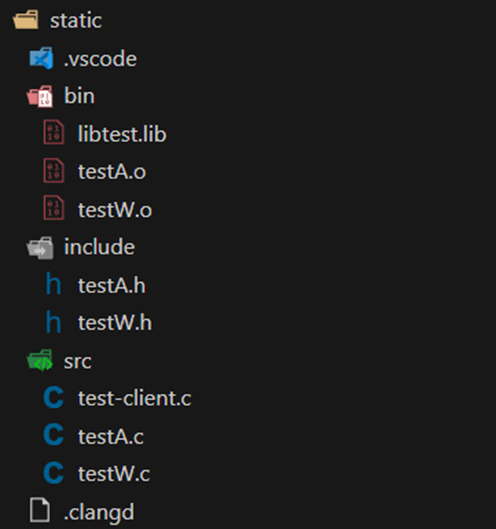 static
.vscode
bin
libtest.lib
testA.o
testW.o
include
testA.h
testW.h
src
test-client.c
testA.c
testW.c
.clangd